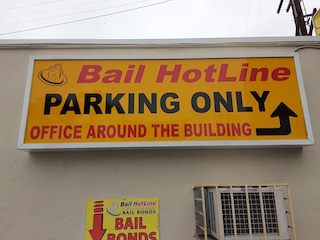 Bail HotLine
PARKING ONLY
OFFICE AROUND THE BUILDING
Bail HotLine
BAIL BONDS
BAIL
BONDS